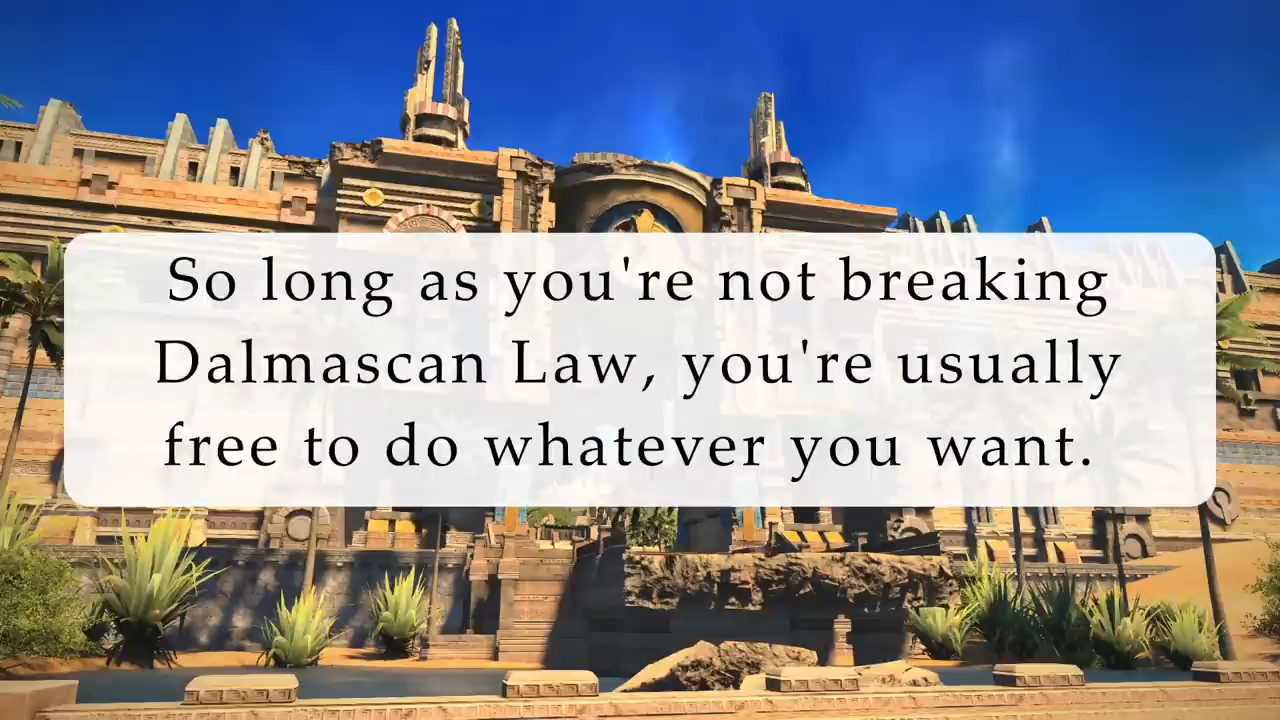 So long as you're not breaking
Dalmascan Law, you're usually
free to do whatever you want.